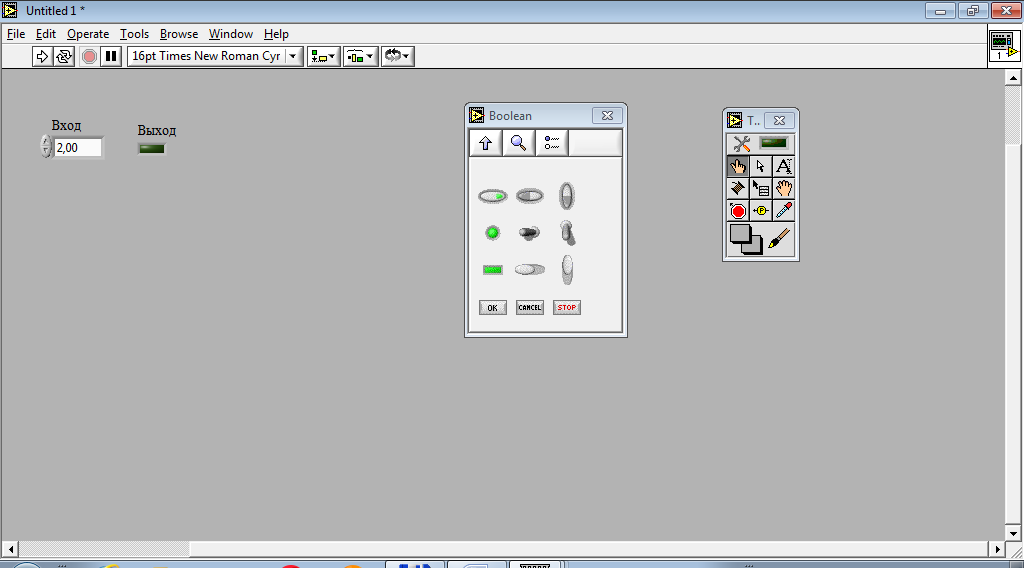 Untitled 1 *
File Edit Operate Tools Browse Window Help
16pt Times New Roman Cyr
1
Вход
2,00
Выход
Boolean
OK CANCEL STOP
T..
A
P